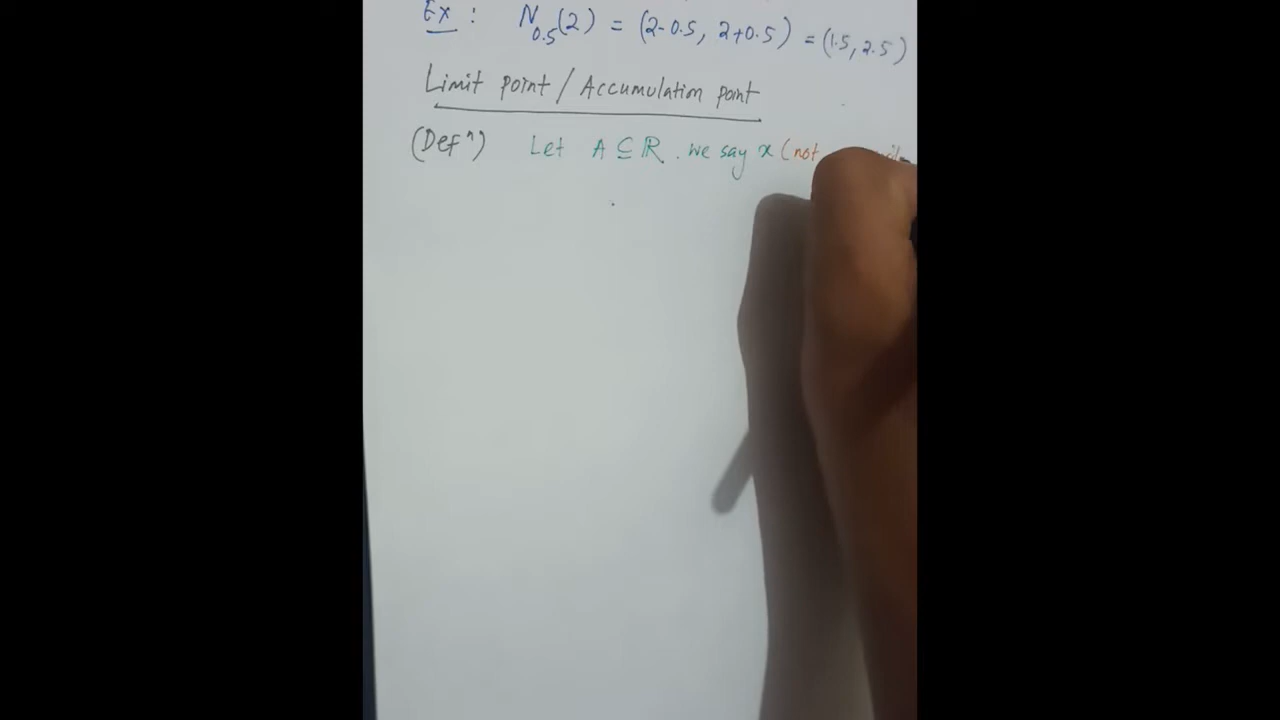 Ex : N₀.₅(2) = (2-0.5, 2+0.5) = (1.5, 2.5)
Limit point / Accumulation point
(Defⁿ) Let A ⊆ ℝ. we say x (not